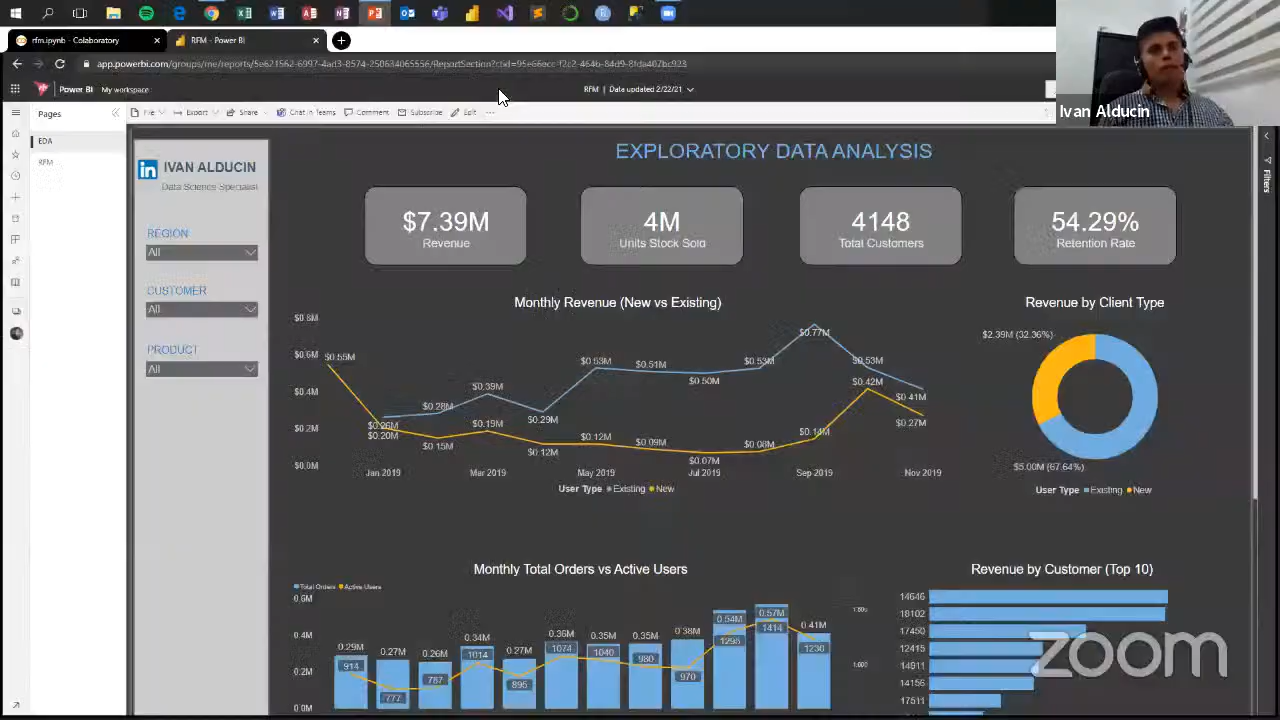 rfm.ipynb - Colaboratory
RFM - Power BI
Power BI My workspace
RFM | Data updated 2/22/21
File Export Share Chat in Teams Comment Subscribe Edit
Pages
EDA
RFM
Filters
Ivan Alducin
in IVAN ALDUCIN
Data Science Specialist
REGION
All
CUSTOMER
All
PRODUCT
All
EXPLORATORY DATA ANALYSIS
$7.39M
Revenue
4M
Units Stock Sold
4148
Total Customers
54.29%
Retention Rate
Monthly Revenue (New vs Existing)
$0.8M
$0.6M
$0.4M
$0.2M
$0.0M
$0.55M
$0.26M
$0.28M
$0.39M
$0.29M
$0.53M
$0.51M
$0.50M
$0.53M
$0.77M
$0.53M
$0.41M
$0.20M
$0.15M
$0.19M
$0.12M
$0.12M
$0.09M
$0.07M
$0.08M
$0.14M
$0.42M
$0.27M
Jan 2019 Mar 2019 May 2019 Jul 2019 Sep 2019 Nov 2019
User Type Existing New
Revenue by Client Type
$2.39M (32.36%)
$5.00M (67.64%)
User Type Existing New
Monthly Total Orders vs Active Users
Total Orders Active Users
0.6M
0.4M
0.2M
0.0M
0.29M 0.27M 0.26M 0.34M 0.27M 0.36M 0.35M 0.35M 0.38M 0.54M 0.57M 0.41M
914 777 787 1014 895 1074 1040 980 970 1298 1414 1230
Revenue by Customer (Top 10)
14646
18102
17450
12415
14911
14156
17511
zoom